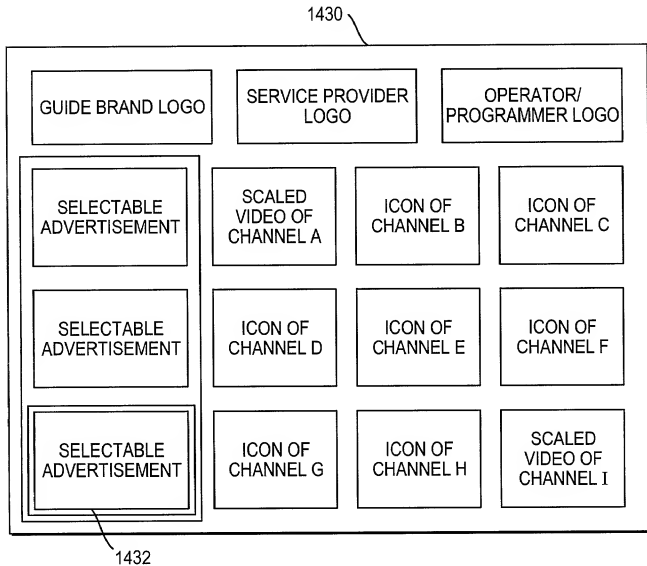 1430
GUIDE BRAND LOGO
SERVICE PROVIDER
LOGO
OPERATOR/
PROGRAMMER LOGO
SELECTABLE
ADVERTISEMENT
SCALED
VIDEO OF
CHANNEL A
ICON OF
CHANNEL B
ICON OF
CHANNEL C
SELECTABLE
ADVERTISEMENT
ICON OF
CHANNEL D
ICON OF
CHANNEL E
ICON OF
CHANNEL F
SELECTABLE
ADVERTISEMENT
ICON OF
CHANNEL G
ICON OF
CHANNEL H
SCALED
VIDEO OF
CHANNEL I
1432